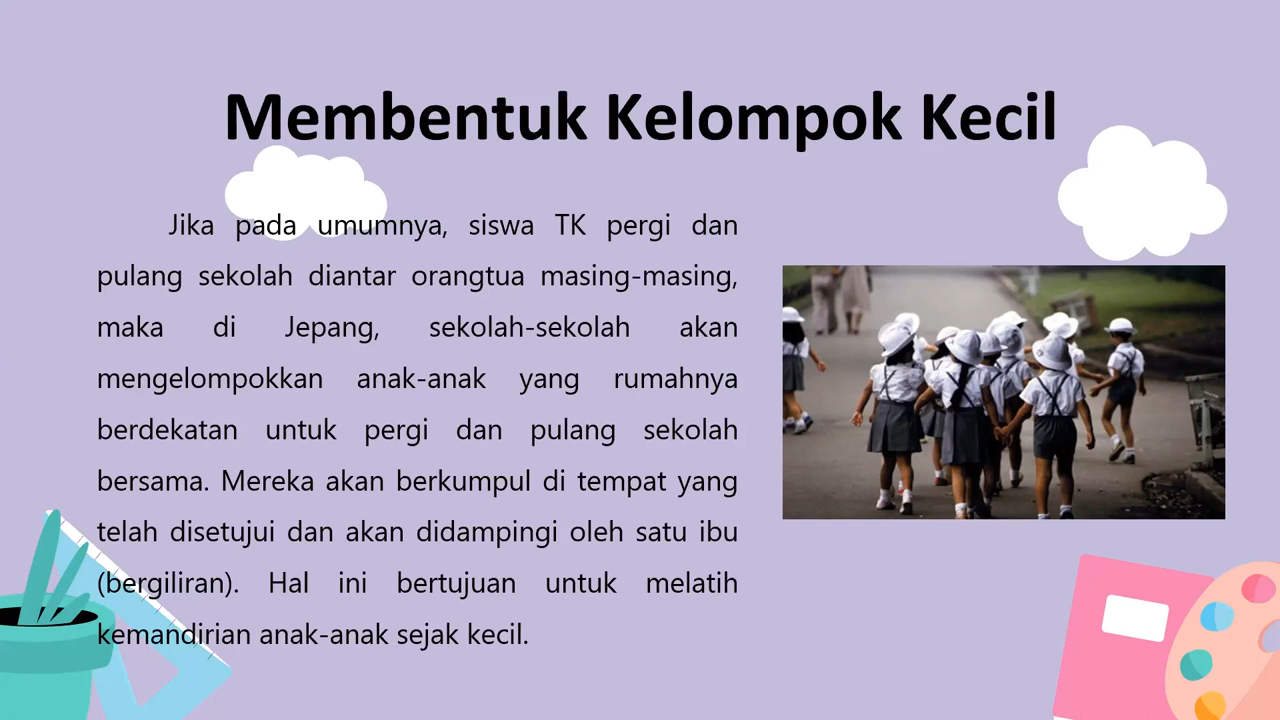 Membentuk Kelompok Kecil
Jika pada umumnya, siswa TK pergi dan
pulang sekolah diantar orangtua masing-masing,
maka di Jepang, sekolah-sekolah akan
mengelompokkan anak-anak yang rumahnya
berdekatan untuk pergi dan pulang sekolah
bersama. Mereka akan berkumpul di tempat yang
telah disetujui dan akan didampingi oleh satu ibu
(bergiliran). Hal ini bertujuan untuk melatih
kemandirian anak-anak sejak kecil.